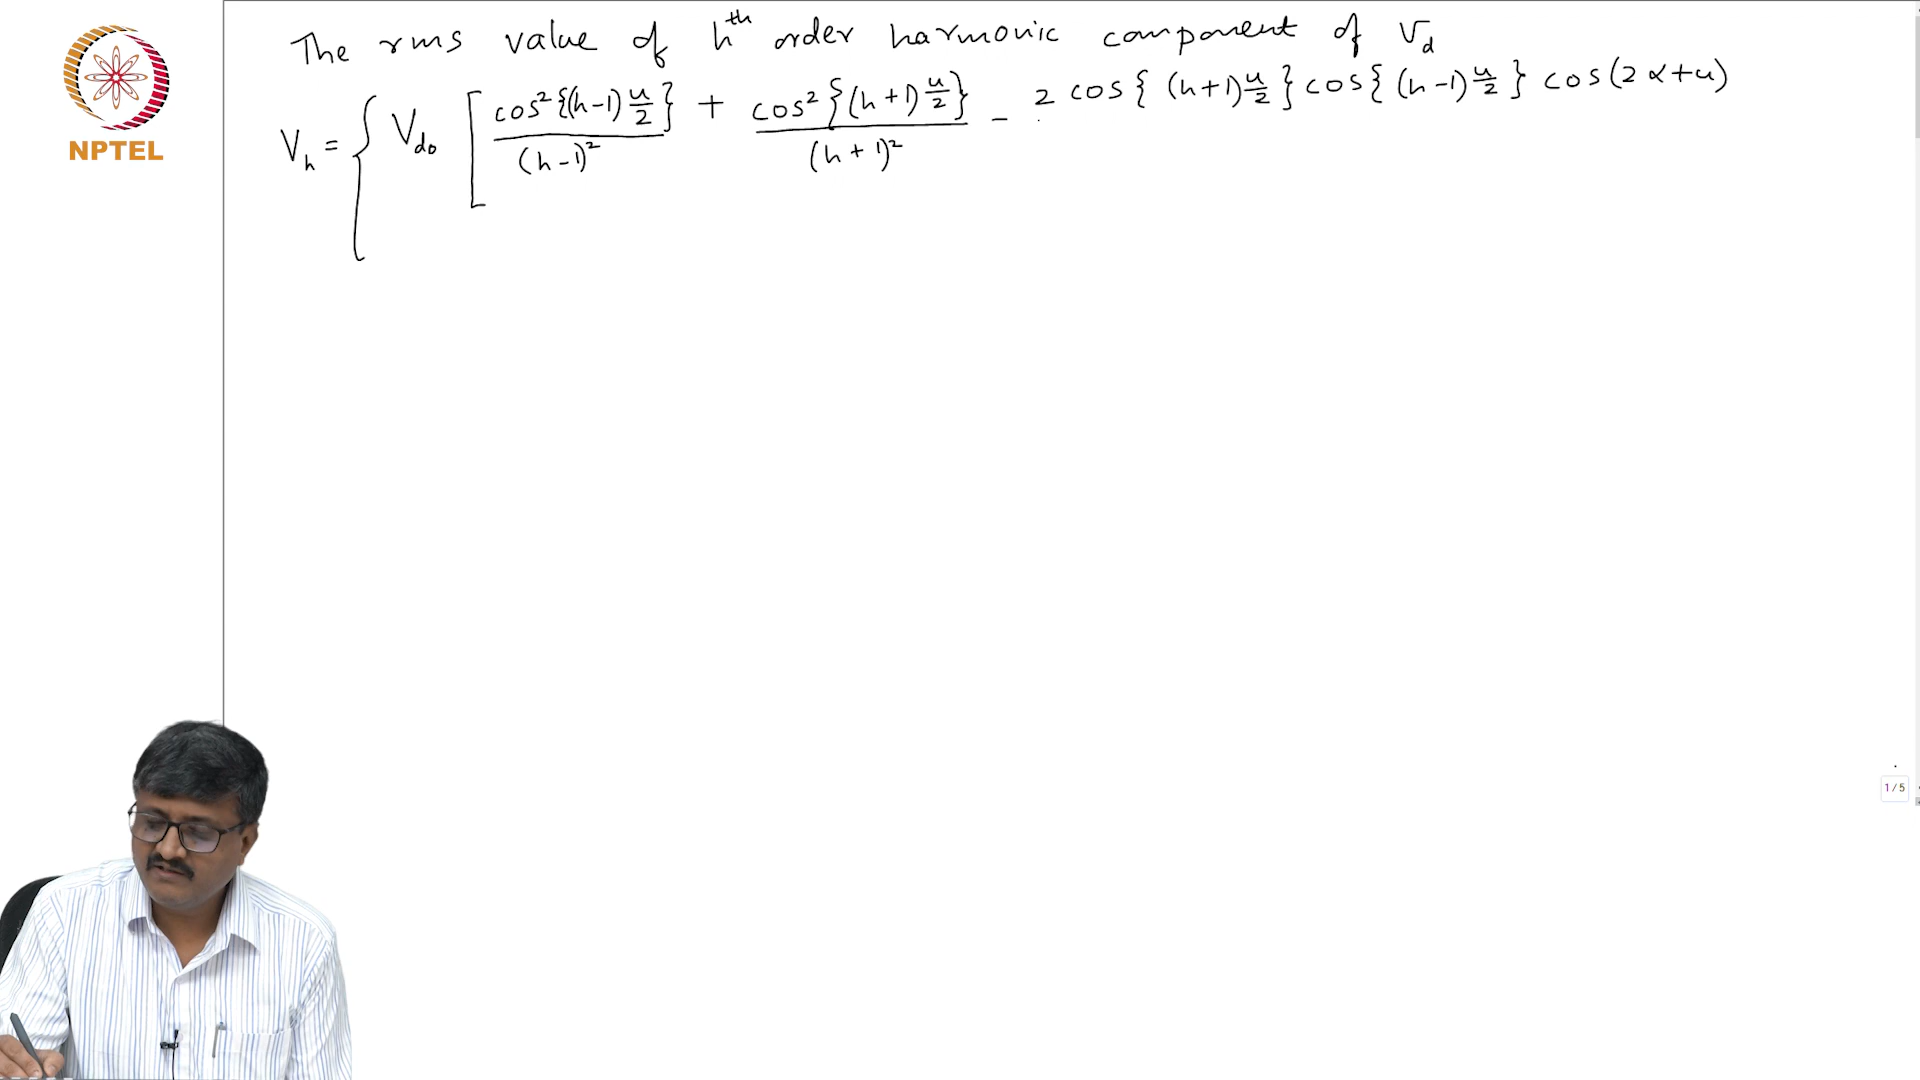 NPTEL
The rms value of hᵗʰ order harmonic component of V_d
V_h = { V_do [ cos²{(h-1) u/2} / (h-1)² + cos²}(h+1) u/2} / (h+1)² - 2 cos{ (h+1) u/2 } cos{ (h-1) u/2 } cos(2α+u)
1/5